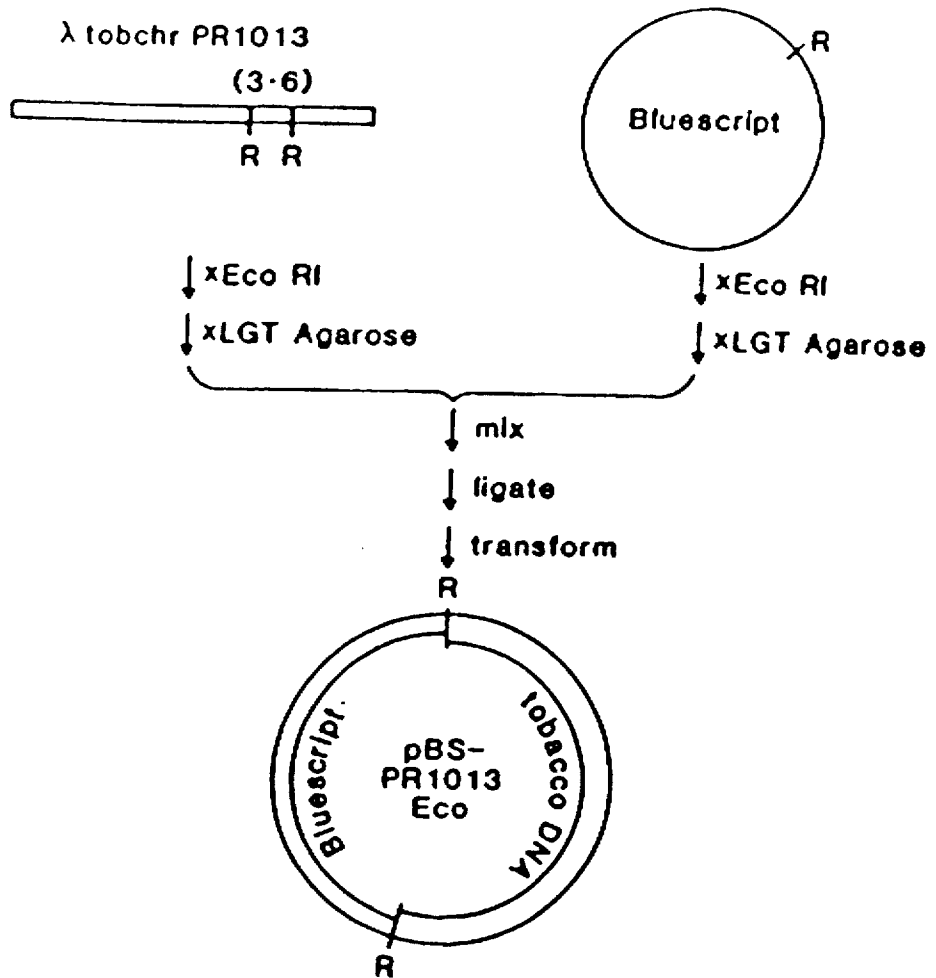 λ tobchr PR1013
(3·6)
R R
R
Bluescript
xEco RI
xLGT Agarose
xEco RI
xLGT Agarose
mix
ligate
transform
R
Bluescript.
pBS-
PR1013
Eco
tobacco DNA
R